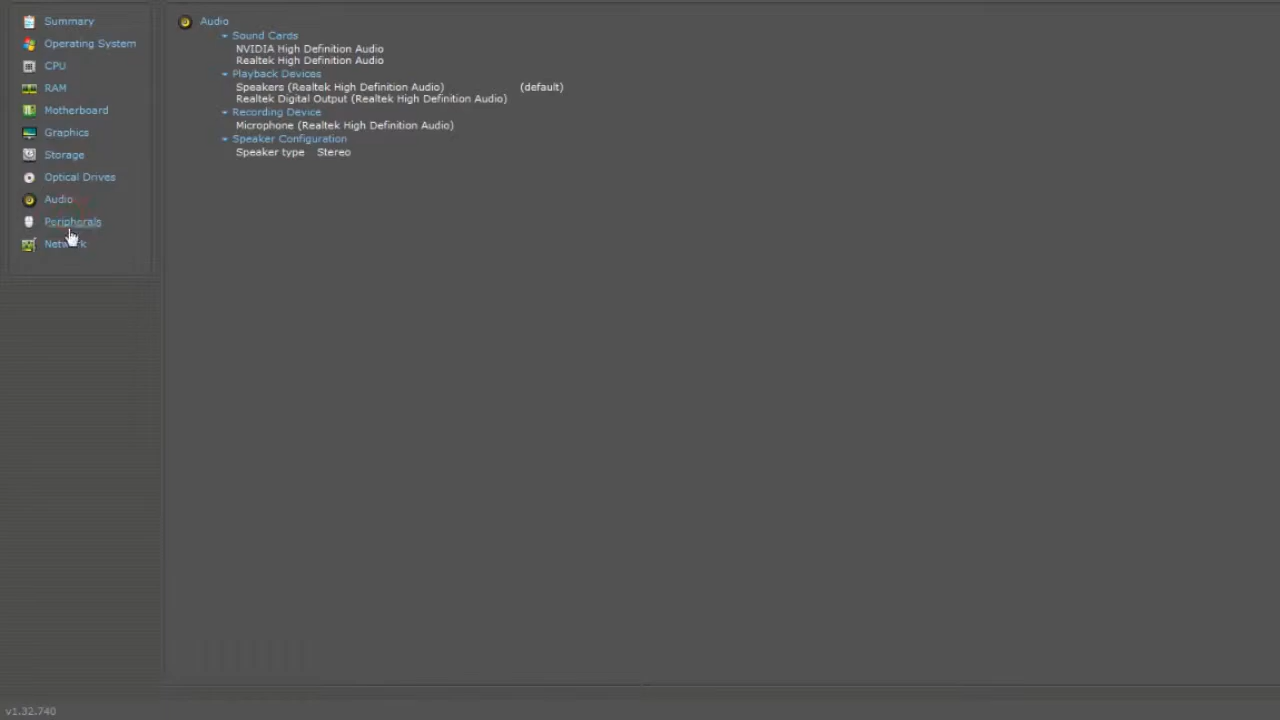 Summary
Operating System
CPU
RAM
Motherboard
Graphics
Storage
Optical Drives
Audio
Peripherals
Network
Audio
Sound Cards
NVIDIA High Definition Audio
Realtek High Definition Audio
Playback Devices
Speakers (Realtek High Definition Audio) (default)
Realtek Digital Output (Realtek High Definition Audio)
Recording Device
Microphone (Realtek High Definition Audio)
Speaker Configuration
Speaker type Stereo
v1.32.740